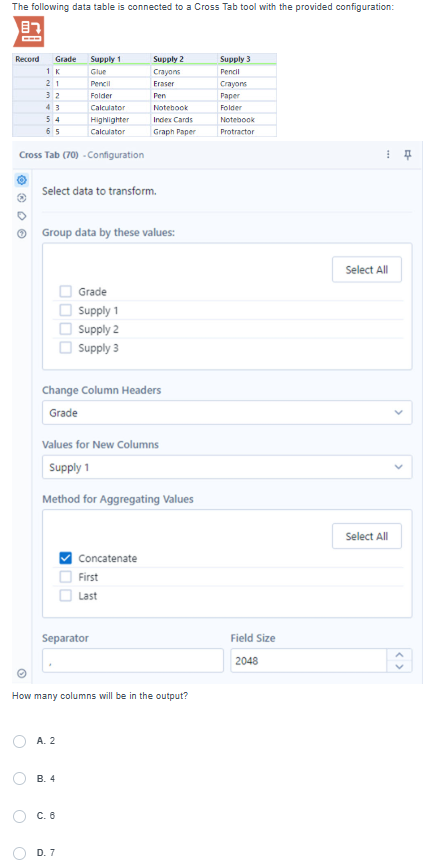 The following data table is connected to a Cross Tab tool with the provided configuration:
Record Grade Supply 1 Supply 2 Supply 3
1 K Glue Crayons Pencil
2 1 Pencil Eraser Crayons
3 2 Folder Pen Paper
4 3 Calculator Notebook Folder
5 4 Highlighter Index Cards Notebook
6 5 Calculator Graph Paper Protractor
Cross Tab (70) - Configuration
Select data to transform.
Group data by these values:
Select All
Grade
Supply 1
Supply 2
Supply 3
Change Column Headers
Grade
Values for New Columns
Supply 1
Method for Aggregating Values
Select All
Concatenate
First
Last
Separator Field Size
, 2048
How many columns will be in the output?
A. 2
B. 4
C. 6
D. 7